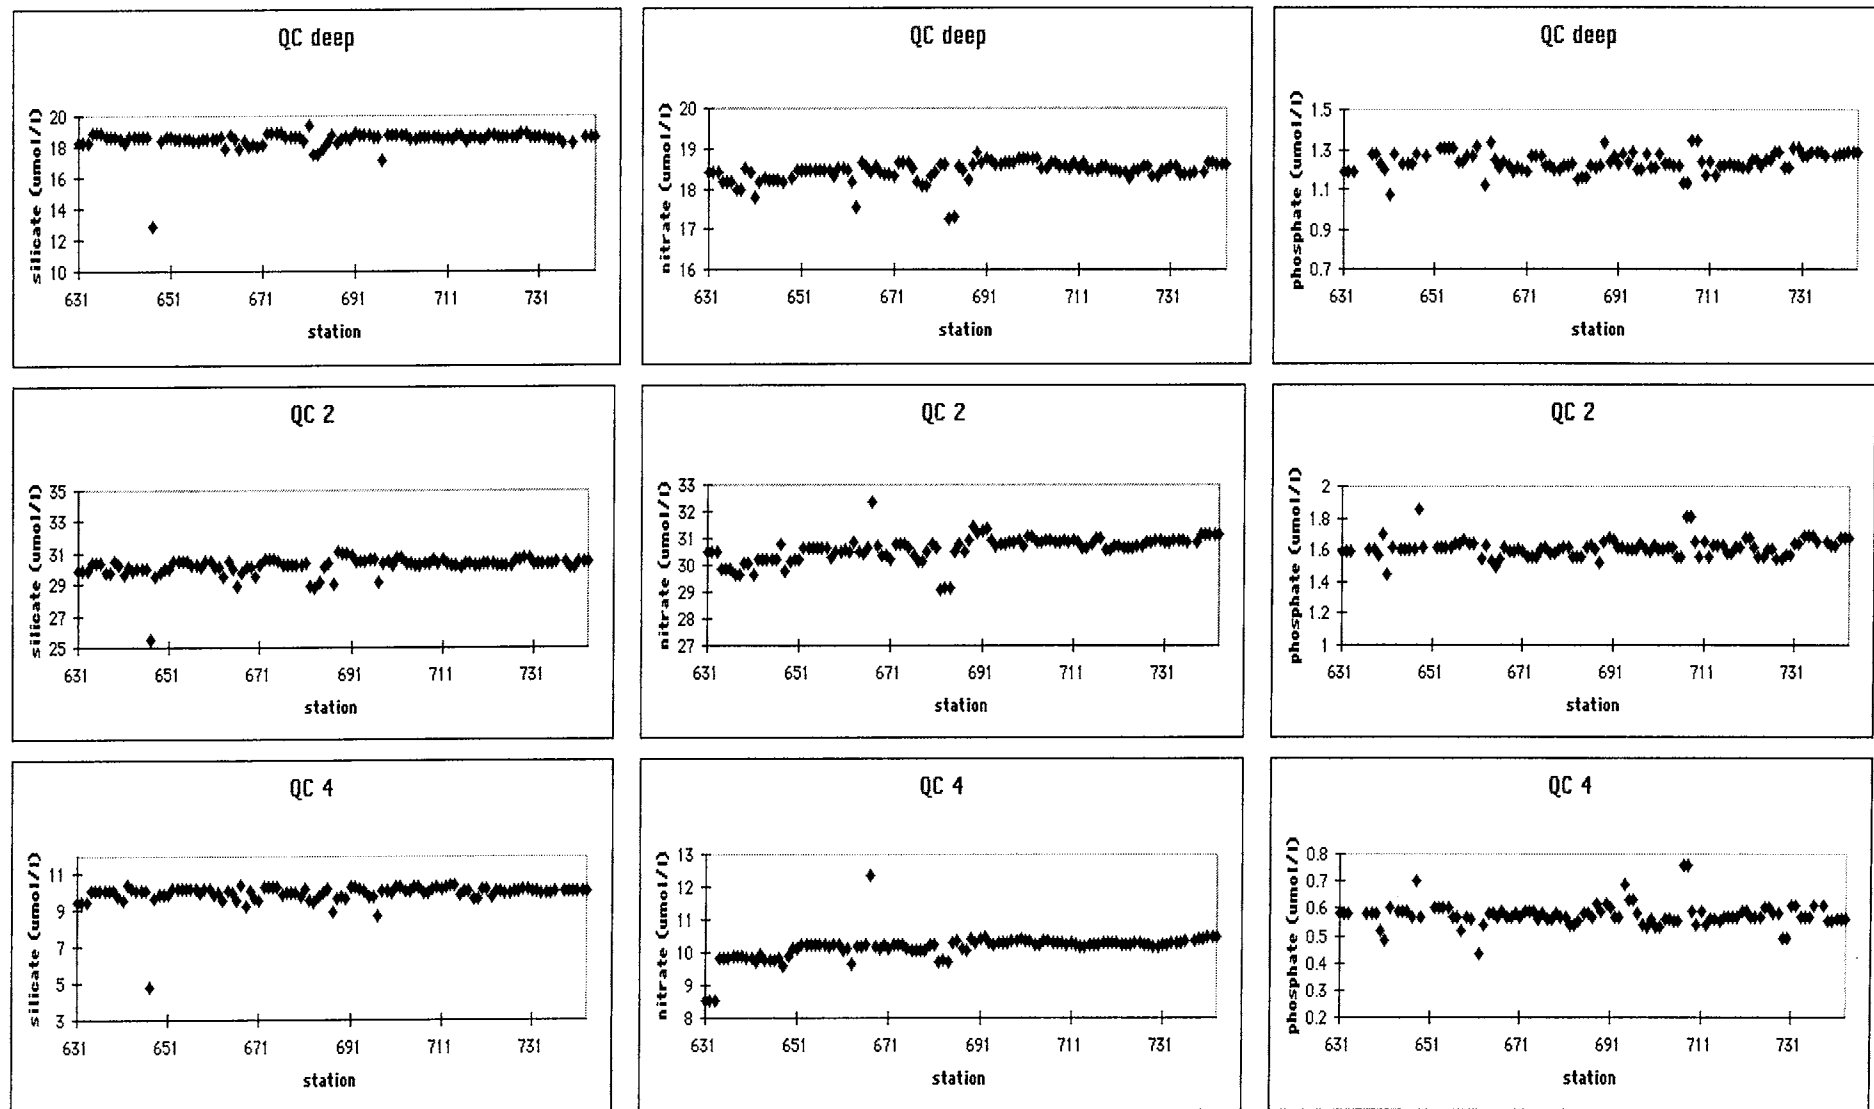 QC deep
silicate (umol/l)
20
18
16
14
12
10
631 651 671 691 711 731
station
QC deep
nitrate (umol/l)
20
19
18
17
16
631 651 671 691 711 731
station
QC deep
phosphate (umol/l)
1.5
1.3
1.1
0.9
0.7
631 651 671 691 711 731
station
QC 2
silicate (umol/l)
35
33
31
29
27
25
631 651 671 691 711 731
station
QC 2
nitrate (umol/l)
33
32
31
30
29
28
27
631 651 671 691 711 731
station
QC 2
phosphate (umol/l)
2
1.8
1.6
1.4
1.2
1
631 651 671 691 711 731
station
QC 4
silicate (umol/l)
11
9
7
5
3
631 651 671 691 711 731
station
QC 4
nitrate (umol/l)
13
12
11
10
9
8
631 651 671 691 711 731
station
QC 4
phosphate (umol/l)
0.8
0.7
0.6
0.5
0.4
0.3
0.2
631 651 671 691 711 731
station